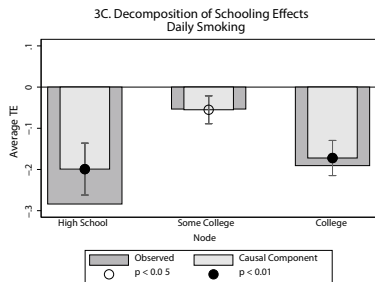 3C. Decomposition of Schooling Effects
Daily Smoking
Average TE
.1
0
-.1
-.2
-.3
High School
Some College
College
Node
Observed
Causal Component
p < 0.0 5
p < 0.01